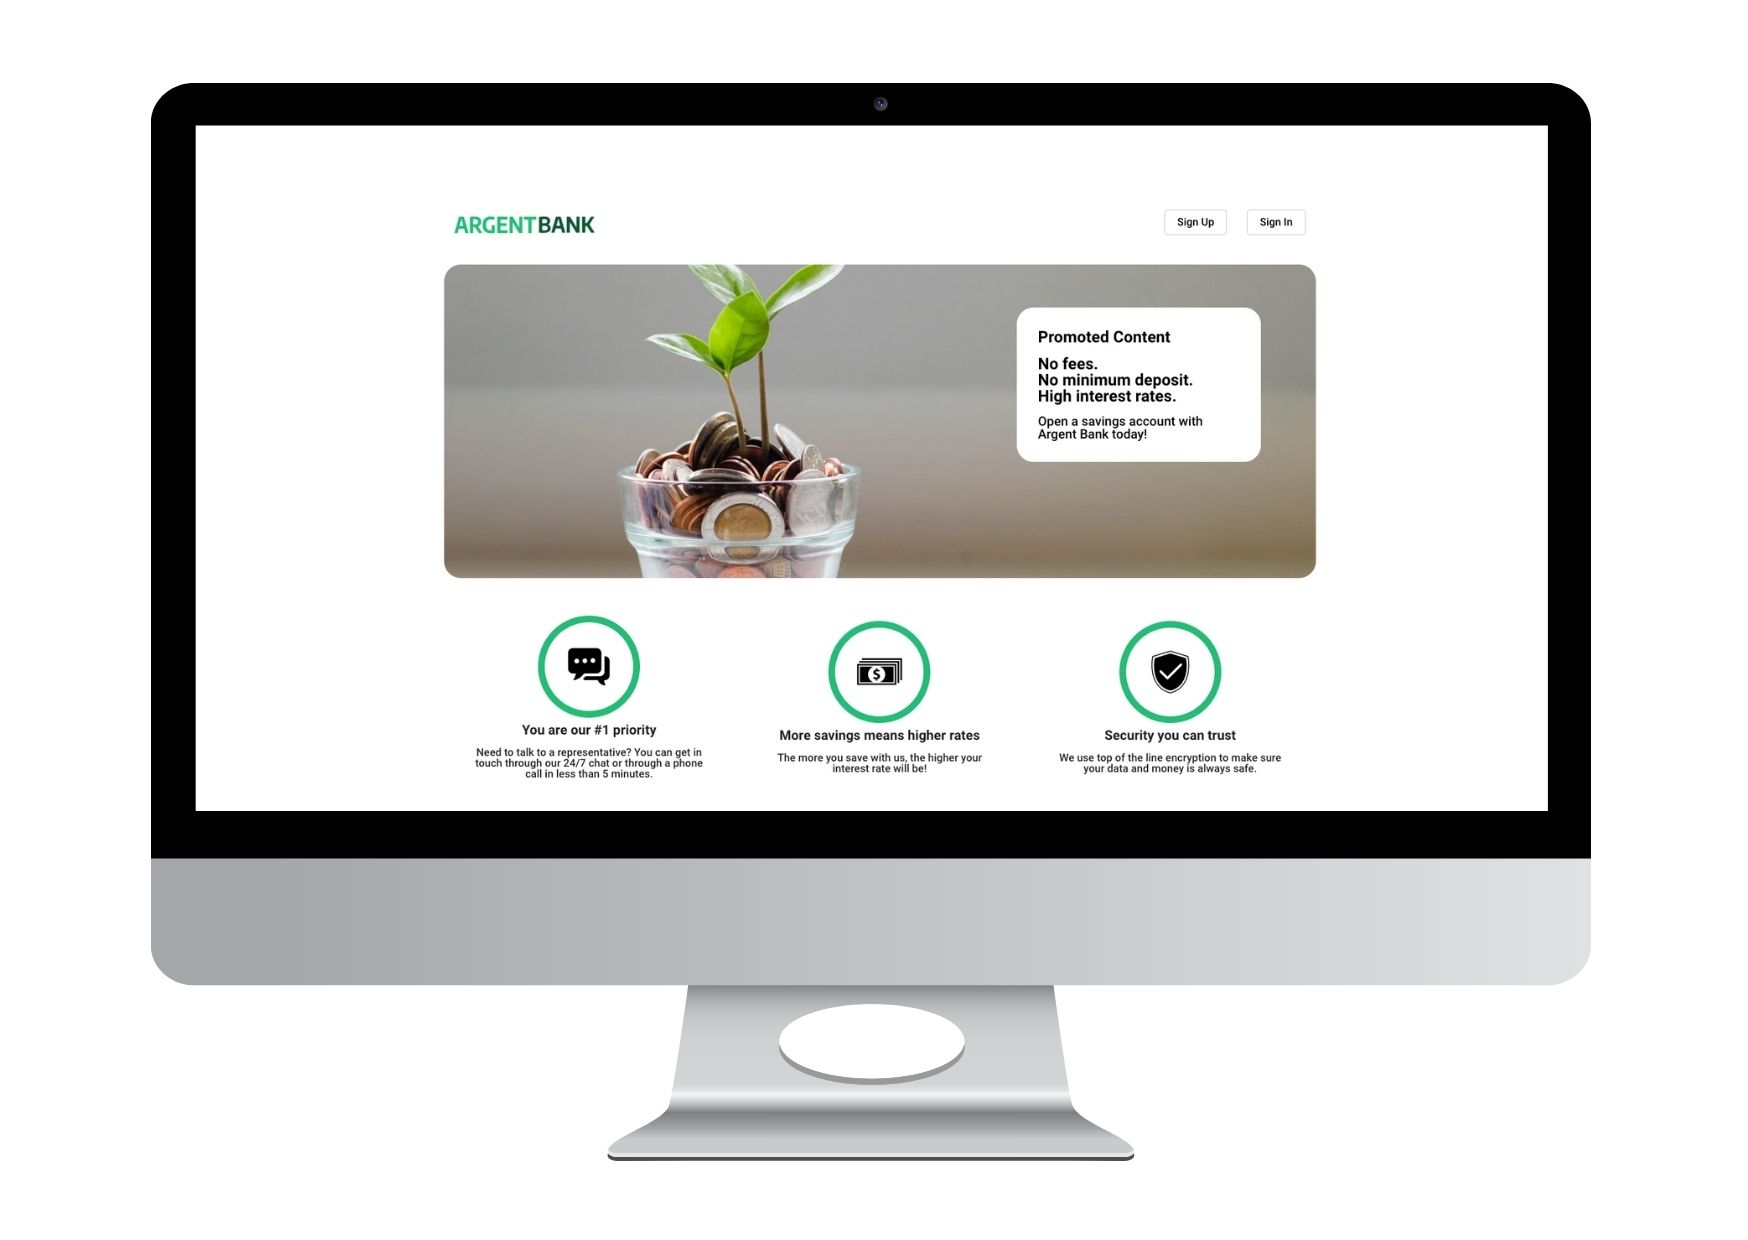 ARGENTBANK
Sign Up
Sign In
Promoted Content
No fees.
No minimum deposit.
High interest rates.
Open a savings account with
Argent Bank today!
You are our #1 priority
Need to talk to a representative? You can get in
touch through our 24/7 chat or through a phone
call in less than 5 minutes.
$
More savings means higher rates
The more you save with us, the higher your
interest rate will be!
Security you can trust
We use top of the line encryption to make sure
your data and money is always safe.